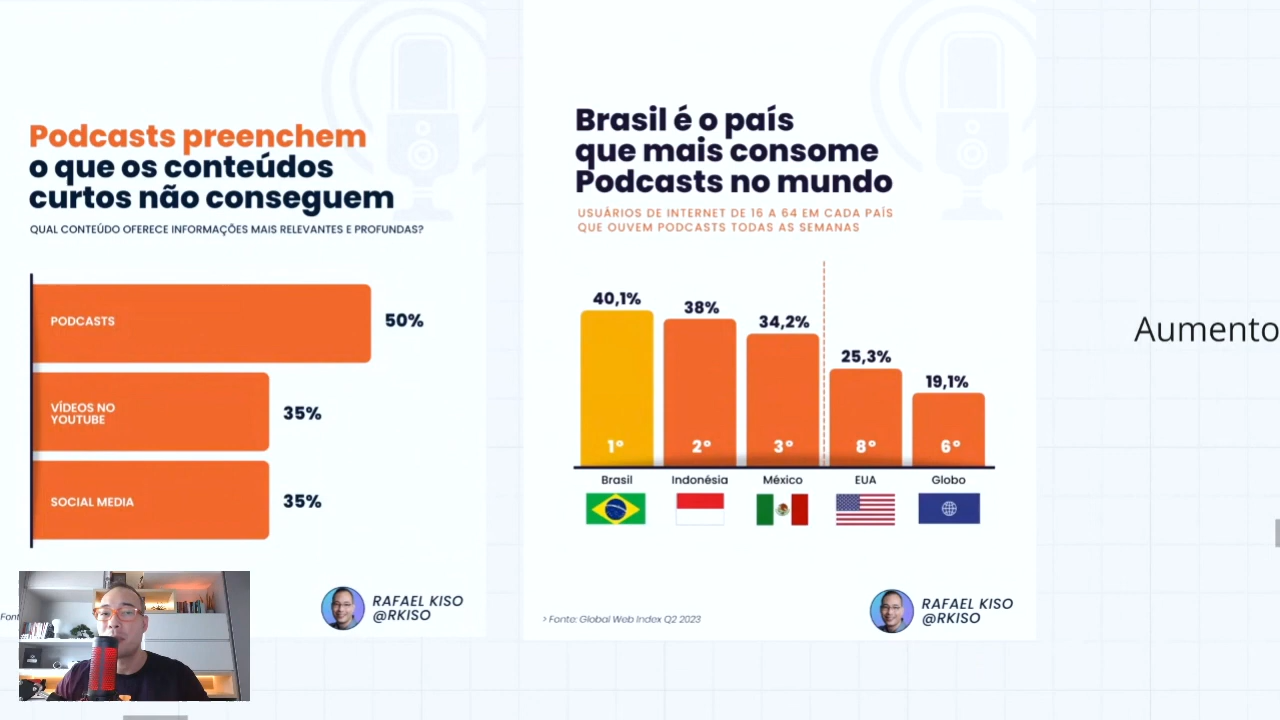 Podcasts preenchem
o que os conteúdos
curtos não conseguem
QUAL CONTEÚDO OFERECE INFORMAÇÕES MAIS RELEVANTES E PROFUNDAS?
PODCASTS
50%
VÍDEOS NO
YOUTUBE
35%
SOCIAL MEDIA
35%
RAFAEL KISO
@RKISO
Brasil é o país
que mais consome
Podcasts no mundo
USUÁRIOS DE INTERNET DE 16 A 64 EM CADA PAÍS
QUE OUVEM PODCASTS TODAS AS SEMANAS
40,1%
38%
34,2%
25,3%
19,1%
1º
2º
3º
8º
6º
Brasil
Indonésia
México
EUA
Globo
> Fonte: Global Web Index Q2 2023
RAFAEL KISO
@RKISO
Aumento